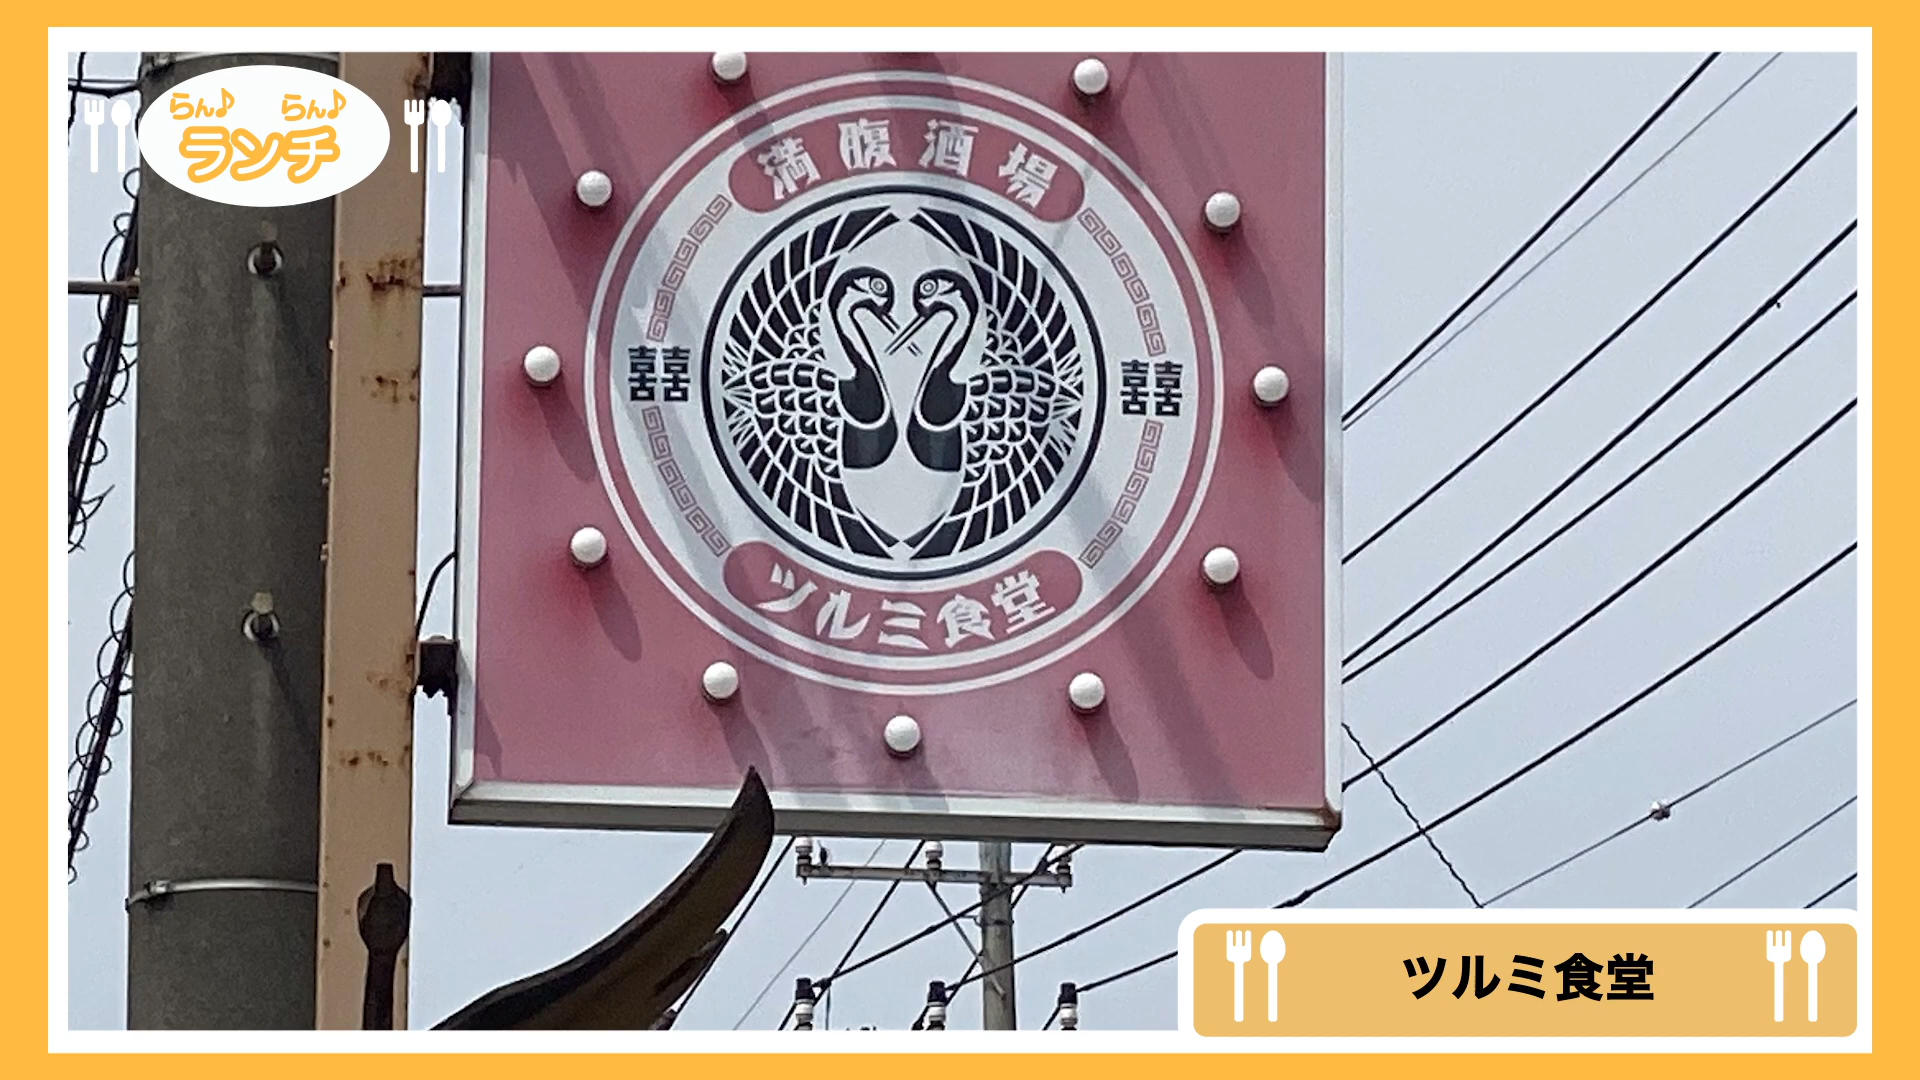 らん♪ らん♪
ランチ
満腹酒場
囍 囍
ツルミ食堂
ツルミ食堂